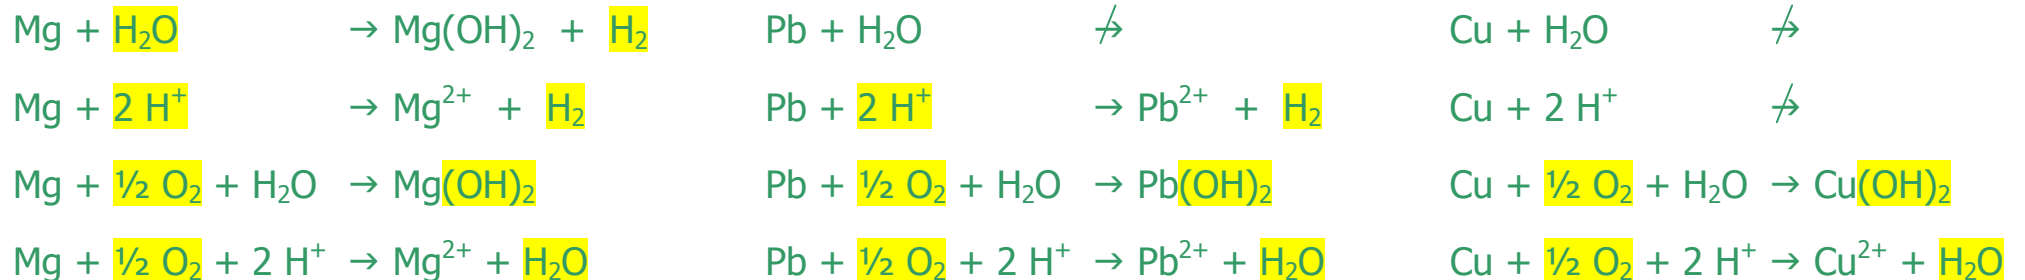 Mg + H₂O → Mg(OH)₂ + H₂ Pb + H₂O ↛ Cu + H₂O ↛
Mg + 2 H⁺ → Mg²⁺ + H₂ Pb + 2 H⁺ → Pb²⁺ + H₂ Cu + 2 H⁺ ↛
Mg + ½ O₂ + H₂O → Mg(OH)₂ Pb + ½ O₂ + H₂O → Pb(OH)₂ Cu + ½ O₂ + H₂O → Cu(OH)₂
Mg + ½ O₂ + 2 H⁺ → Mg²⁺ + H₂O Pb + ½ O₂ + 2 H⁺ → Pb²⁺ + H₂O Cu + ½ O₂ + 2 H⁺ → Cu²⁺ + H₂O